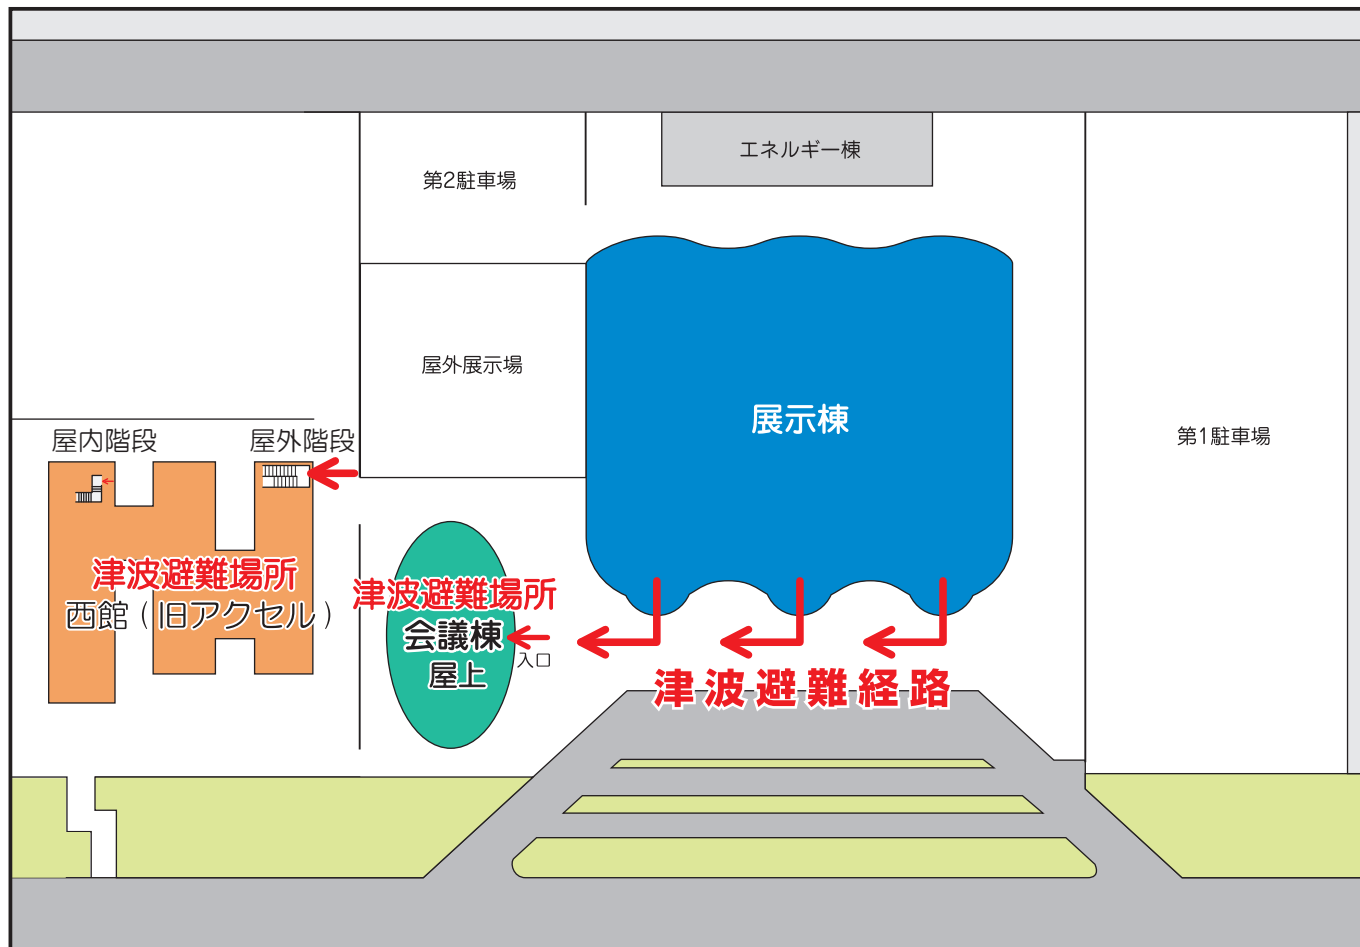 エネルギー棟
第2駐車場
屋外展示場
展示棟
第1駐車場
屋内階段
屋外階段
津波避難場所
西館（旧アクセル）
津波避難場所
会議棟
屋上
入口
津波避難経路